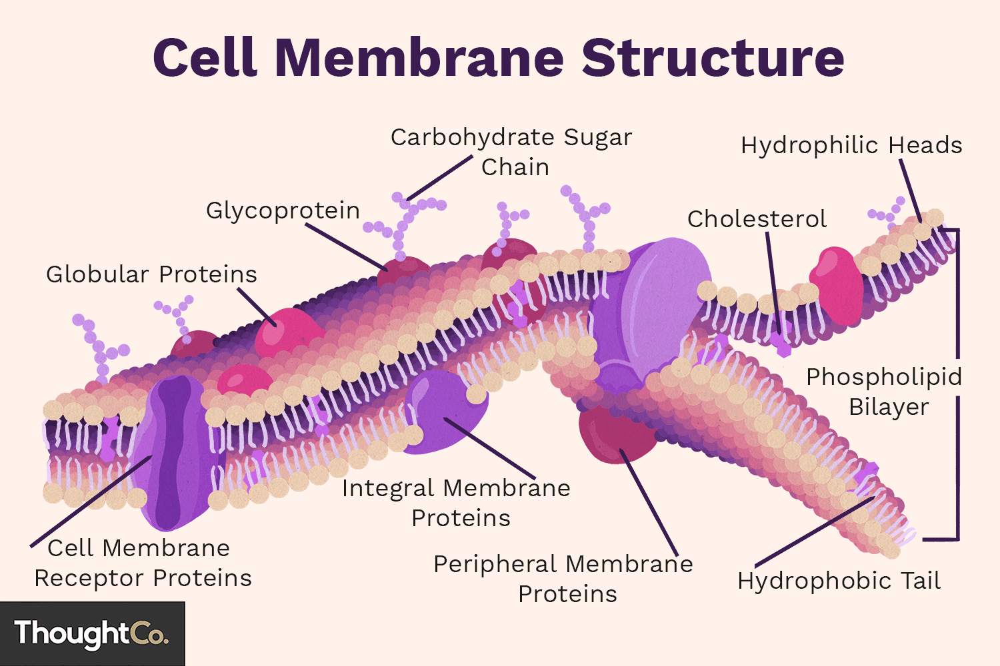 Cell Membrane Structure
Carbohydrate Sugar
Chain
Hydrophilic Heads
Glycoprotein
Cholesterol
Globular Proteins
Phospholipid
Bilayer
Integral Membrane
Proteins
Cell Membrane
Receptor Proteins
Peripheral Membrane
Proteins
Hydrophobic Tail
ThoughtCo.